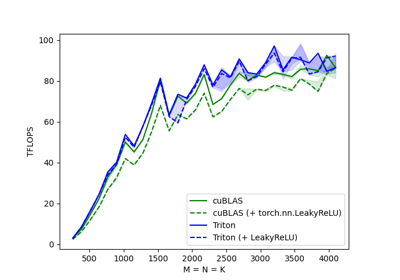 100
80
60
40
20
0
TFLOPS
500
1000
1500
2000
2500
3000
3500
4000
M = N = K
cuBLAS
cuBLAS (+ torch.nn.LeakyReLU)
Triton
Triton (+ LeakyReLU)